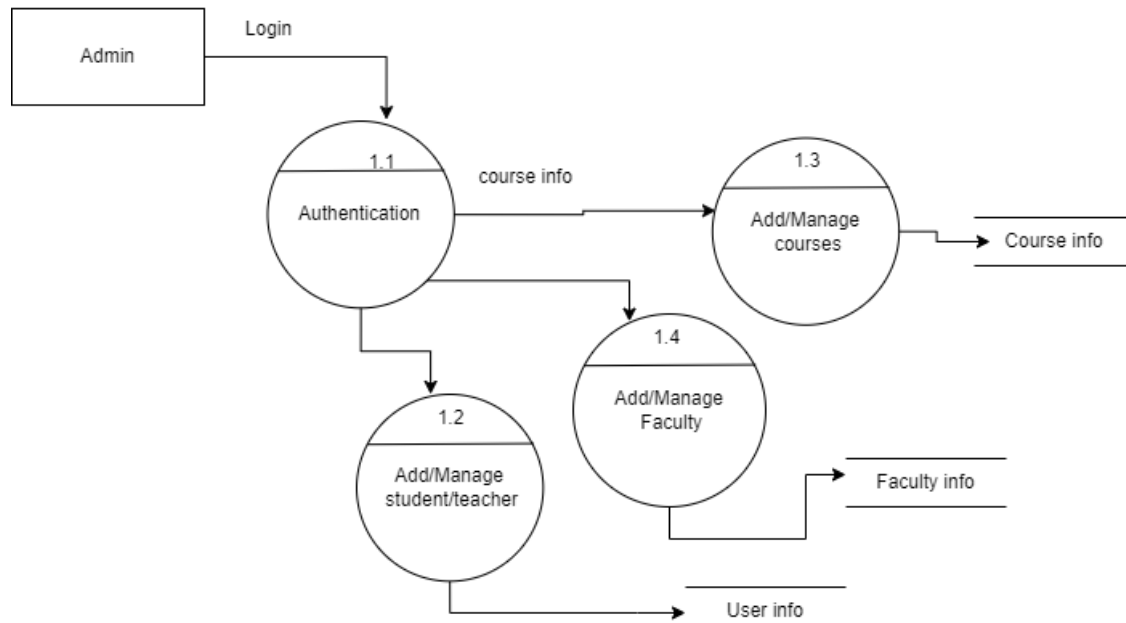 Login
Admin
1.1
Authentication
course info
1.3
Add/Manage
courses
Course info
1.4
Add/Manage
Faculty
1.2
Add/Manage
student/teacher
Faculty info
User info